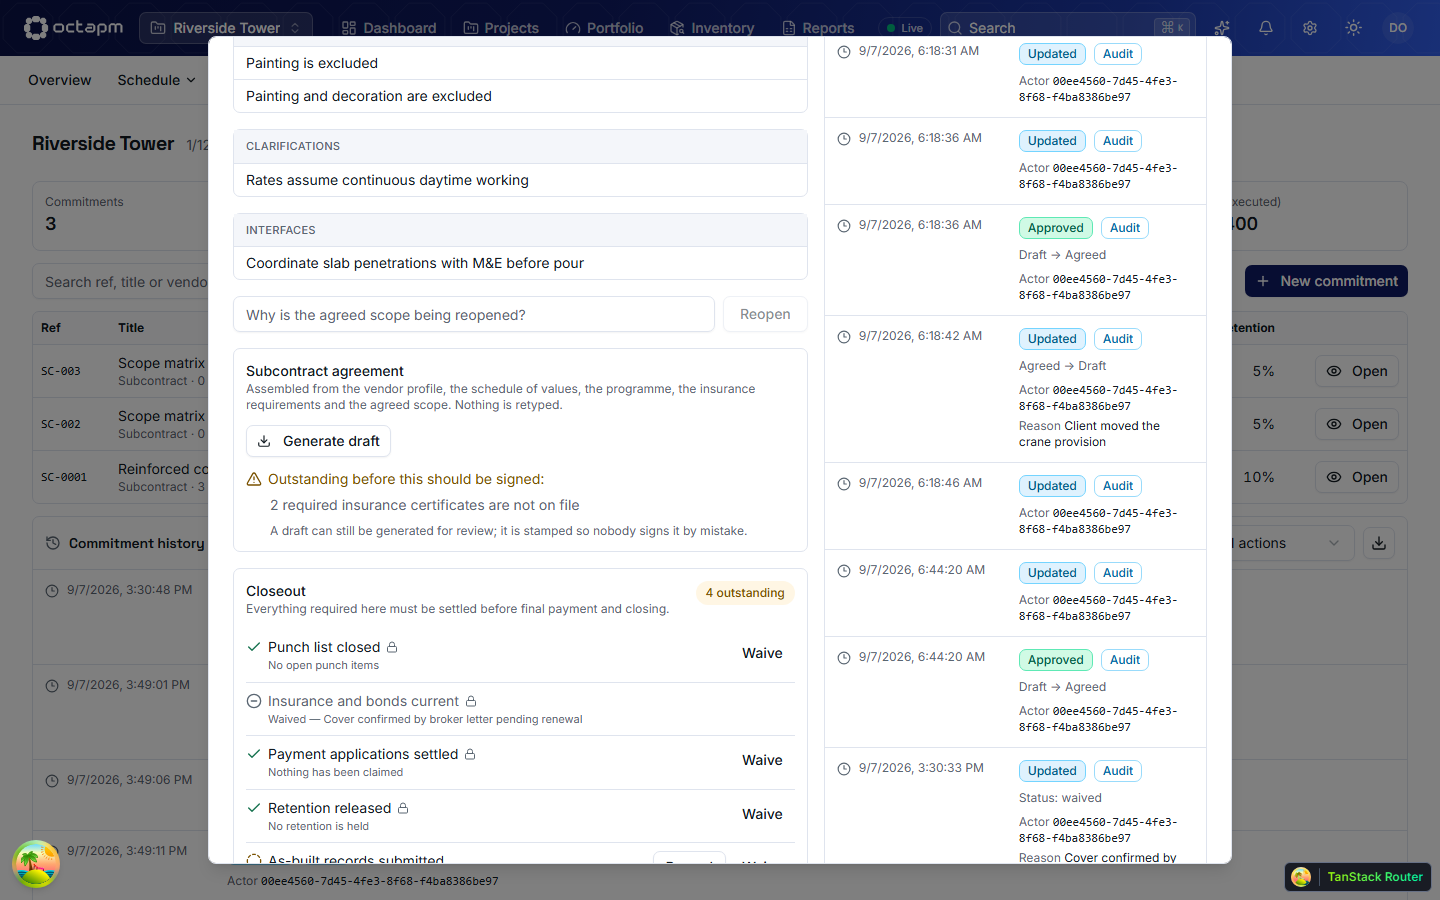 octapm
Riverside Tower
Dashboard
Projects
Portfolio
Inventory
Reports
Live
Search
⌘ K
DO
Overview
Schedule
Riverside Tower 1/12
Commitments
3
Search ref, title or vendo
Ref
Title
SC-003
Scope matrix
Subcontract · 0
SC-002
Scope matrix
Subcontract · 0
SC-0001
Reinforced co
Subcontract · 3
Commitment history
9/7/2026, 3:30:48 PM
9/7/2026, 3:49:01 PM
9/7/2026, 3:49:06 PM
9/7/2026, 3:49:11 PM
Actor 00ee4560-7d45-4fe3-8f68-f4ba8386be97
Painting is excluded
Painting and decoration are excluded
CLARIFICATIONS
Rates assume continuous daytime working
INTERFACES
Coordinate slab penetrations with M&E before pour
Why is the agreed scope being reopened?
Reopen
Subcontract agreement
Assembled from the vendor profile, the schedule of values, the programme, the insurance
requirements and the agreed scope. Nothing is retyped.
Generate draft
Outstanding before this should be signed:
2 required insurance certificates are not on file
A draft can still be generated for review; it is stamped so nobody signs it by mistake.
Closeout
4 outstanding
Everything required here must be settled before final payment and closing.
Punch list closed
No open punch items
Waive
Insurance and bonds current
Waived — Cover confirmed by broker letter pending renewal
Payment applications settled
Nothing has been claimed
Waive
Retention released
No retention is held
Waive
As-built records submitted
9/7/2026, 6:18:31 AM
Updated
Audit
Actor 00ee4560-7d45-4fe3-
8f68-f4ba8386be97
9/7/2026, 6:18:36 AM
Updated
Audit
Actor 00ee4560-7d45-4fe3-
8f68-f4ba8386be97
9/7/2026, 6:18:36 AM
Approved
Audit
Draft → Agreed
Actor 00ee4560-7d45-4fe3-
8f68-f4ba8386be97
9/7/2026, 6:18:42 AM
Updated
Audit
Agreed → Draft
Actor 00ee4560-7d45-4fe3-
8f68-f4ba8386be97
Reason Client moved the
crane provision
9/7/2026, 6:18:46 AM
Updated
Audit
Actor 00ee4560-7d45-4fe3-
8f68-f4ba8386be97
9/7/2026, 6:44:20 AM
Updated
Audit
Actor 00ee4560-7d45-4fe3-
8f68-f4ba8386be97
9/7/2026, 6:44:20 AM
Approved
Audit
Draft → Agreed
Actor 00ee4560-7d45-4fe3-
8f68-f4ba8386be97
9/7/2026, 3:30:33 PM
Updated
Audit
Status: waived
Actor 00ee4560-7d45-4fe3-
8f68-f4ba8386be97
Reason Cover confirmed by
xecuted)
400
New commitment
etention
5%
Open
5%
Open
10%
Open
actions
TanStack Router